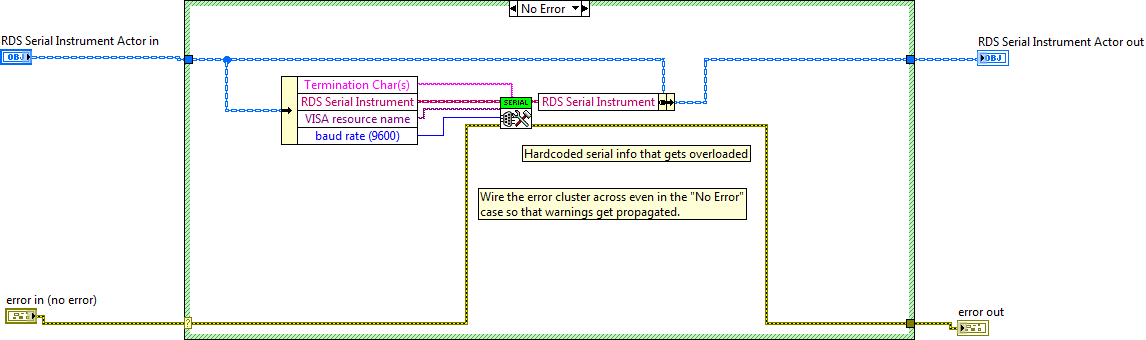 No Error
RDS Serial Instrument Actor in
OBJ
RDS Serial Instrument Actor out
OBJ
Termination Char(s)
RDS Serial Instrument
VISA resource name
baud rate (9600)
SERIAL
RDS Serial Instrument
Hardcoded serial info that gets overloaded
Wire the error cluster across even in the "No Error"
case so that warnings get propagated.
error in (no error)
?
error out